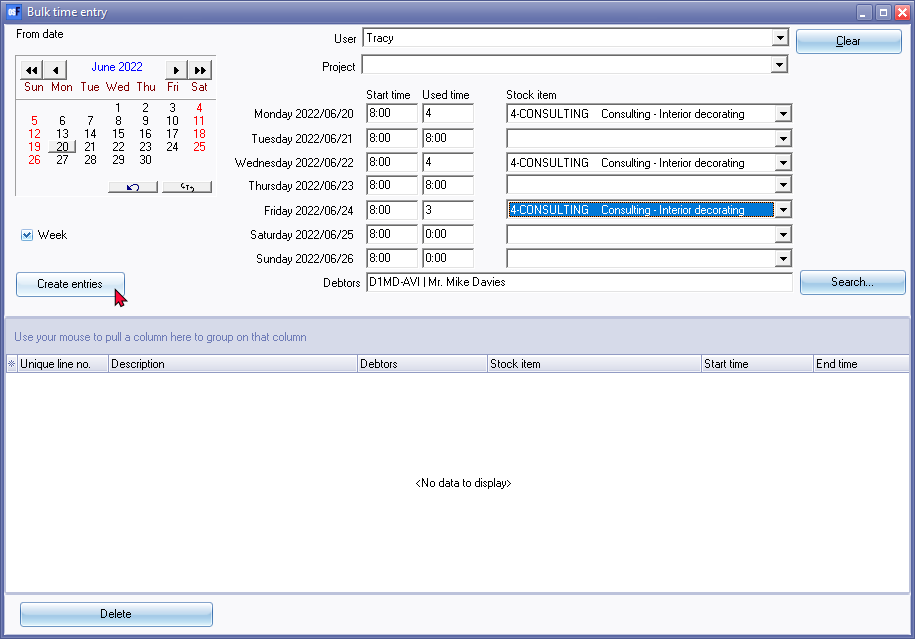 Bulk time entry
From date
User Tracy Clear
Project
June 2022
Sun Mon Tue Wed Thu Fri Sat
1 2 3 4
5 6 7 8 9 10 11
12 13 14 15 16 17 18
19 20 21 22 23 24 25
26 27 28 29 30
Start time Used time Stock item
Monday 2022/06/20 8:00 4 4-CONSULTING Consulting - Interior decorating
Tuesday 2022/06/21 8:00 8:00
Wednesday 2022/06/22 8:00 4 4-CONSULTING Consulting - Interior decorating
Thursday 2022/06/23 8:00 8:00
Friday 2022/06/24 8:00 3 4-CONSULTING Consulting - Interior decorating
Saturday 2022/06/25 8:00 0:00
Sunday 2022/06/26 8:00 0:00
Week
Create entries
Debtors D1MD-AVI | Mr. Mike Davies Search...
Use your mouse to pull a column here to group on that column
Unique line no. Description Debtors Stock item Start time End time
<No data to display>
Delete